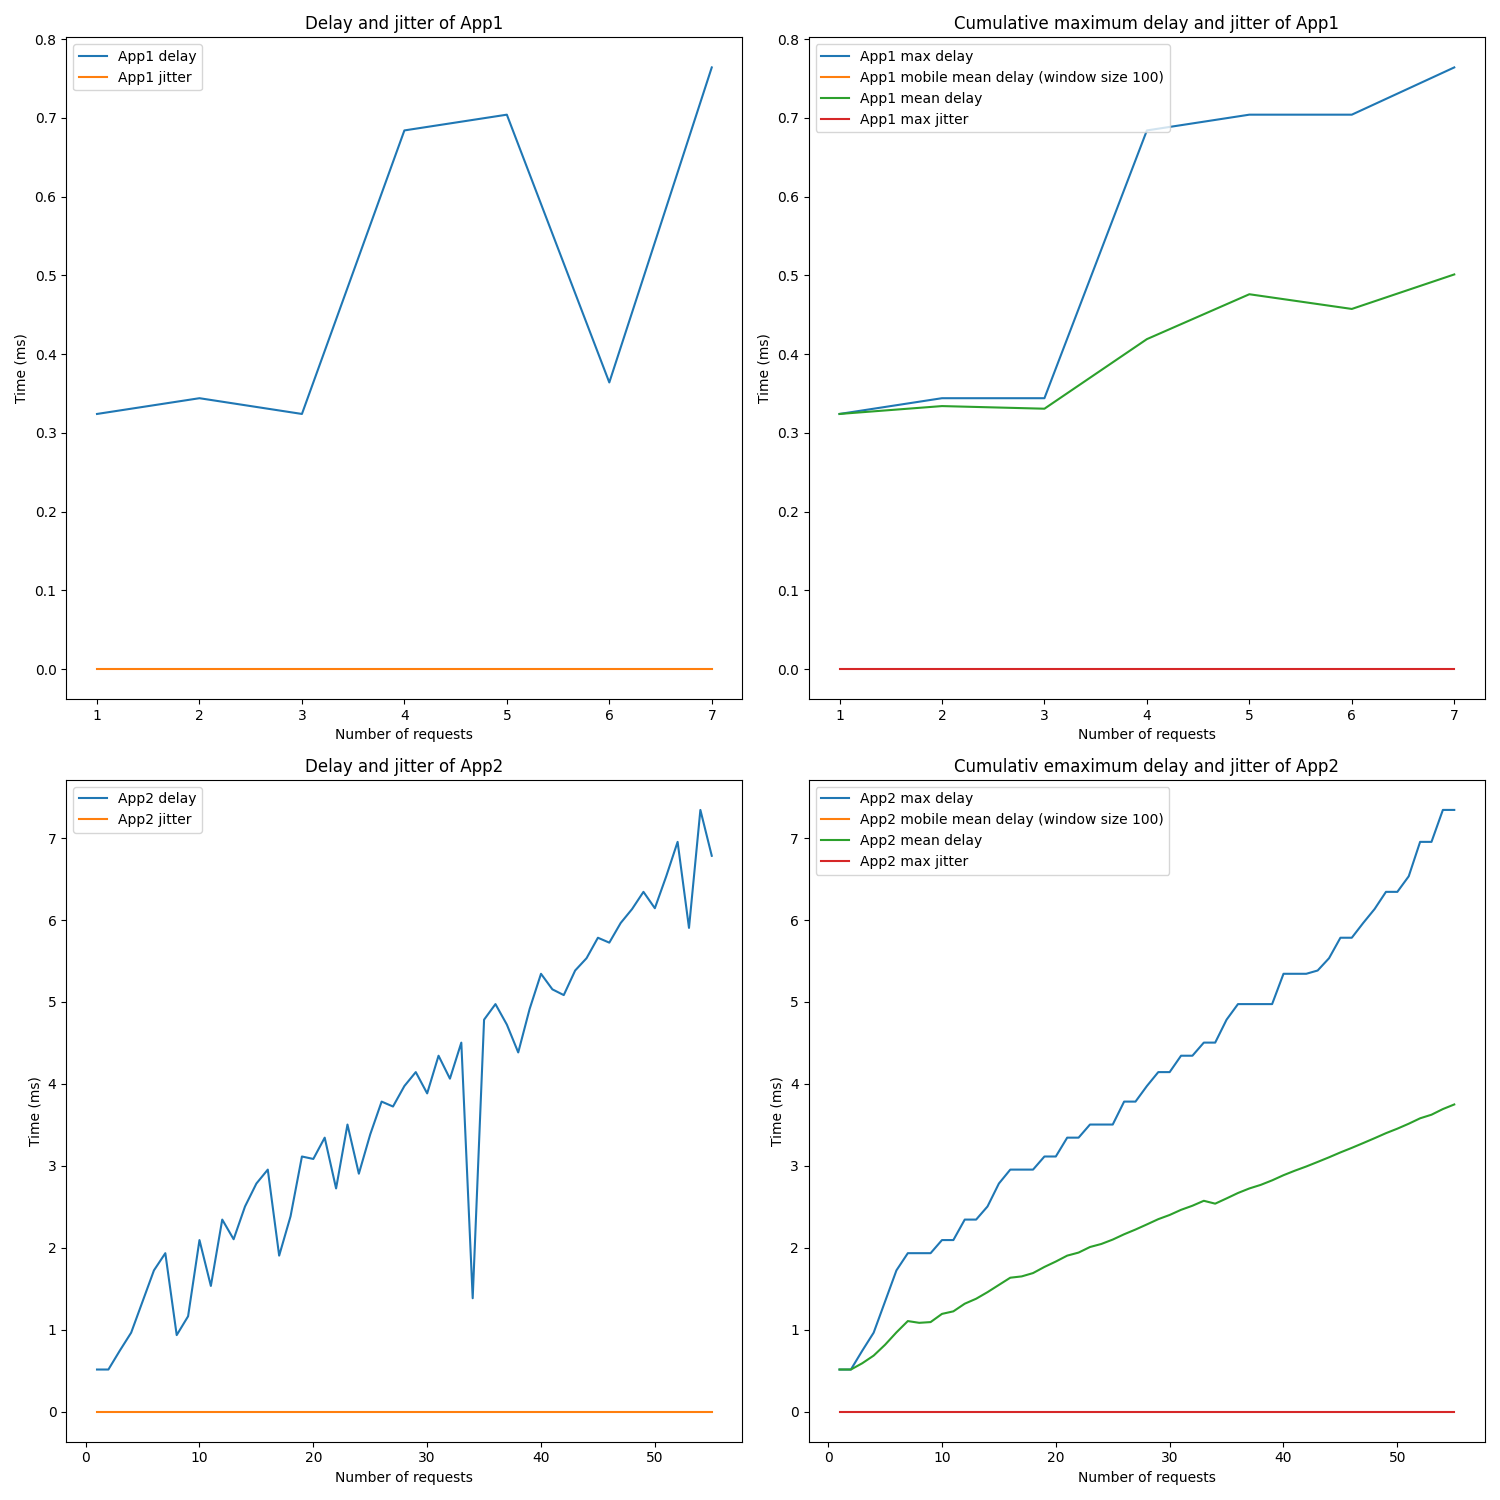 Delay and jitter of App1
App1 delay
App1 jitter
0.8
0.7
0.6
0.5
0.4
0.3
0.2
0.1
0.0
Time (ms)
1 2 3 4 5 6 7
Number of requests
Cumulative maximum delay and jitter of App1
App1 max delay
App1 mobile mean delay (window size 100)
App1 mean delay
App1 max jitter
0.8
0.7
0.6
0.5
0.4
0.3
0.2
0.1
0.0
Time (ms)
1 2 3 4 5 6 7
Number of requests
Delay and jitter of App2
App2 delay
App2 jitter
7
6
5
4
3
2
1
0
Time (ms)
0 10 20 30 40 50
Number of requests
Cumulativ emaximum delay and jitter of App2
App2 max delay
App2 mobile mean delay (window size 100)
App2 mean delay
App2 max jitter
7
6
5
4
3
2
1
0
Time (ms)
0 10 20 30 40 50
Number of requests